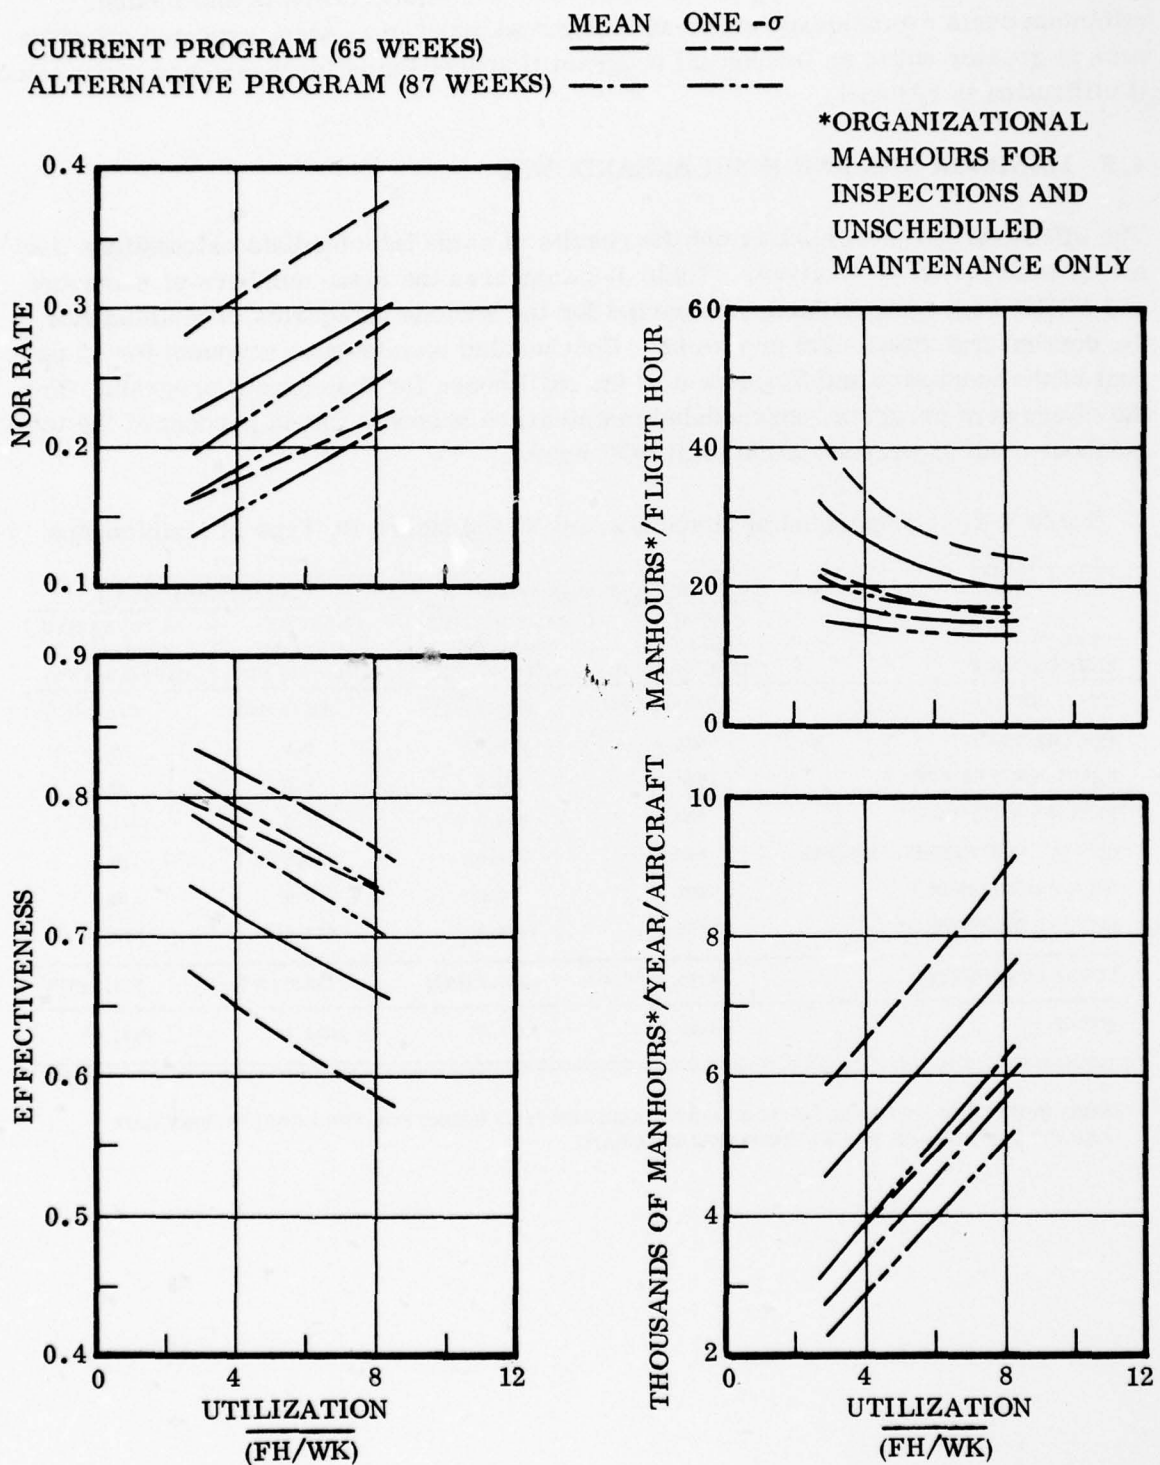 MEAN ONE -σ
CURRENT PROGRAM (65 WEEKS)
ALTERNATIVE PROGRAM (87 WEEKS)
*ORGANIZATIONAL
MANHOURS FOR
INSPECTIONS AND
UNSCHEDULED
MAINTENANCE ONLY
NOR RATE
0.4
0.3
0.2
0.1
MANHOURS*/FLIGHT HOUR
60
40
20
0
EFFECTIVENESS
0.9
0.8
0.7
0.6
0.5
0.4
0 4 8 12
UTILIZATION
(FH/WK)
THOUSANDS OF MANHOURS*/YEAR/AIRCRAFT
10
8
6
4
2
0 4 8 12
UTILIZATION
(FH/WK)